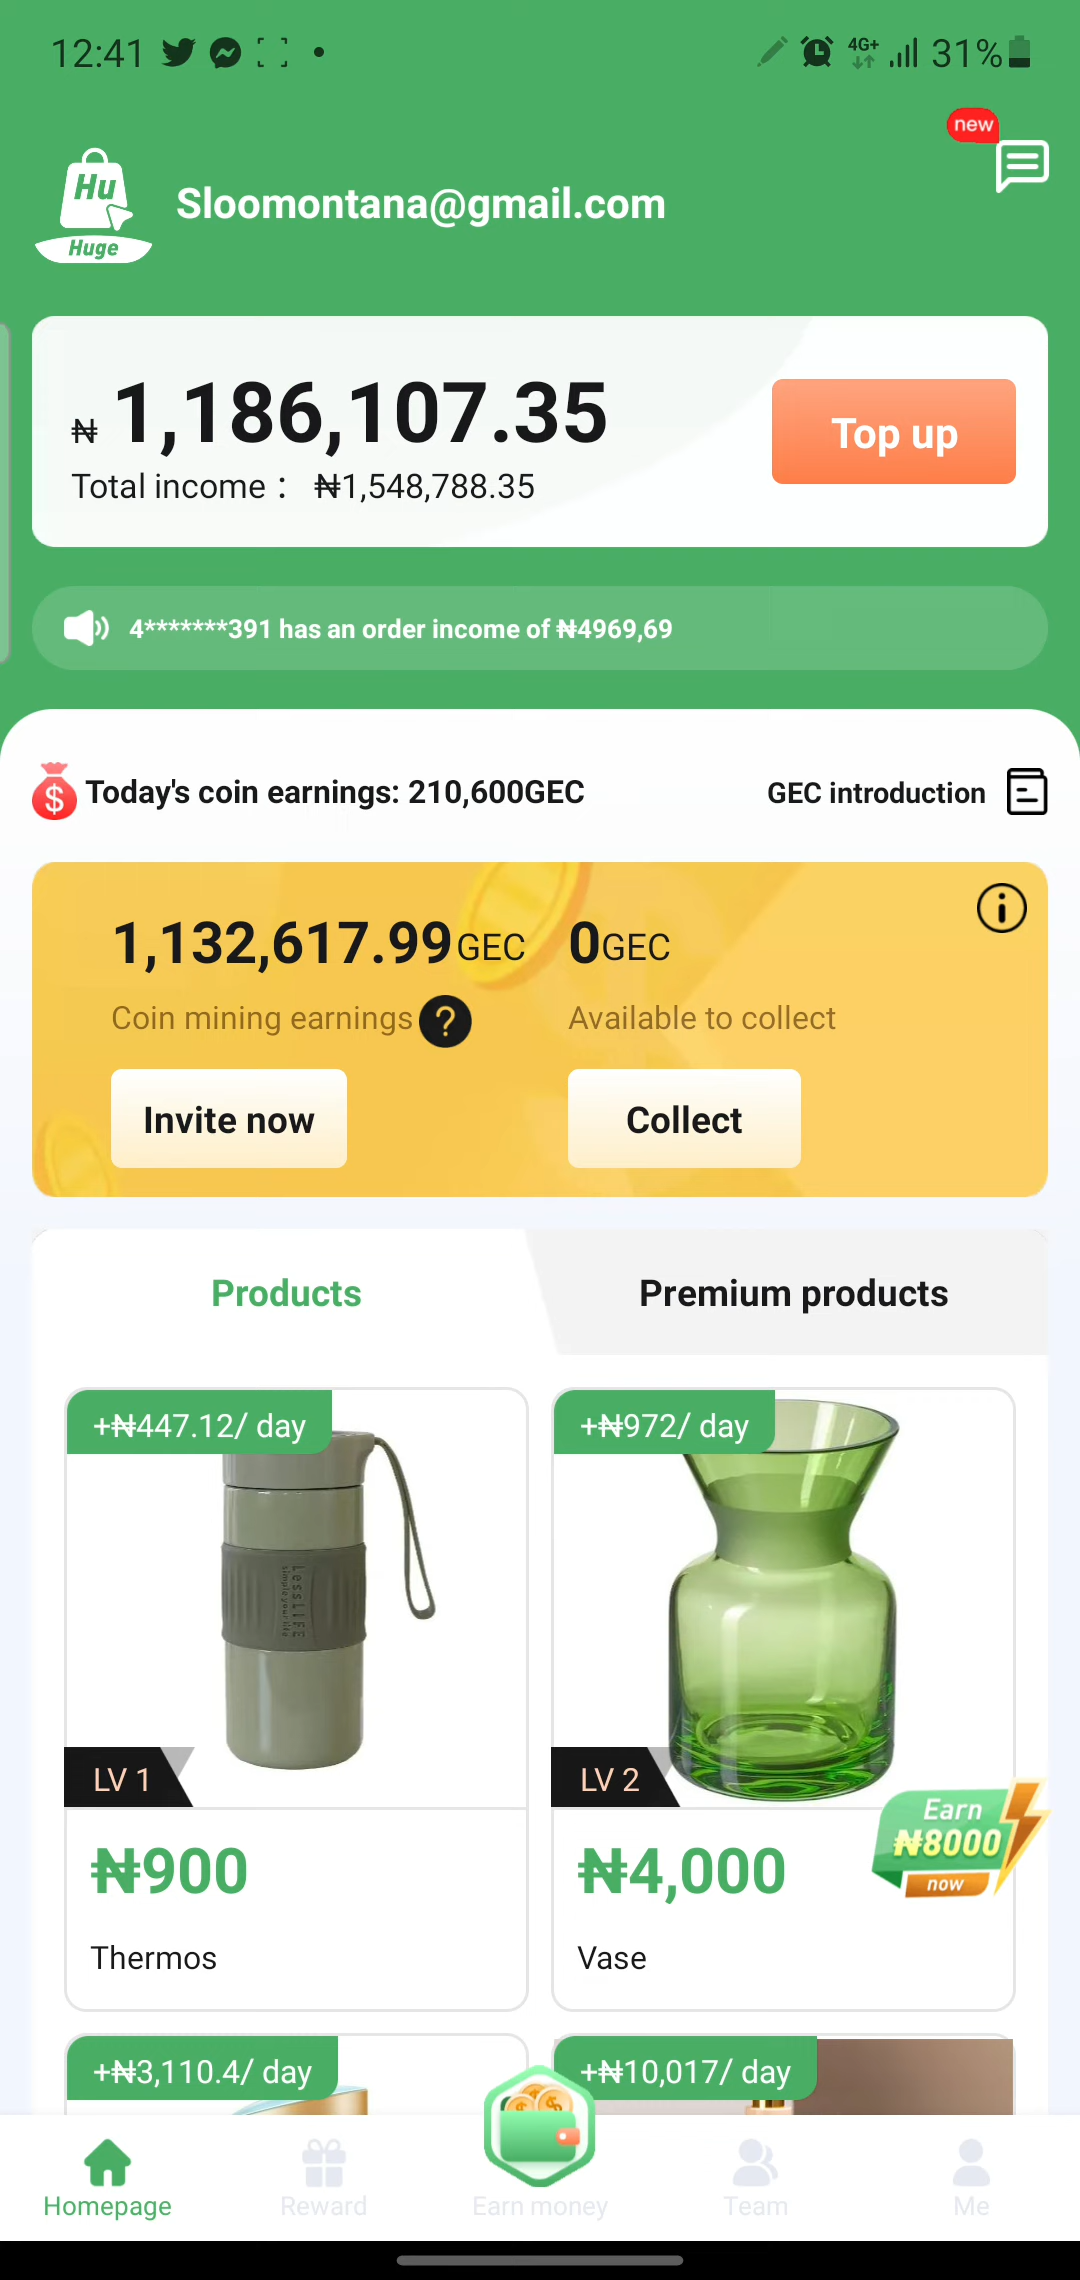 12:41
4G+
31%
new
Hu
Huge
Sloomontana@gmail.com
₦ 1,186,107.35
Top up
Total income： ₦1,548,788.35
4*******391 has an order income of ₦4969,69
Today's coin earnings: 210,600GEC
GEC introduction
1,132,617.99GEC
0GEC
Coin mining earnings ?
Available to collect
Invite now
Collect
Products
Premium products
+₦447.12/ day
+₦972/ day
LessLIFE
simple your life
LV 1
LV 2
Earn
₦8000
now
₦900
₦4,000
Thermos
Vase
+₦3,110.4/ day
+₦10,017/ day
Homepage
Reward
Earn money
Team
Me